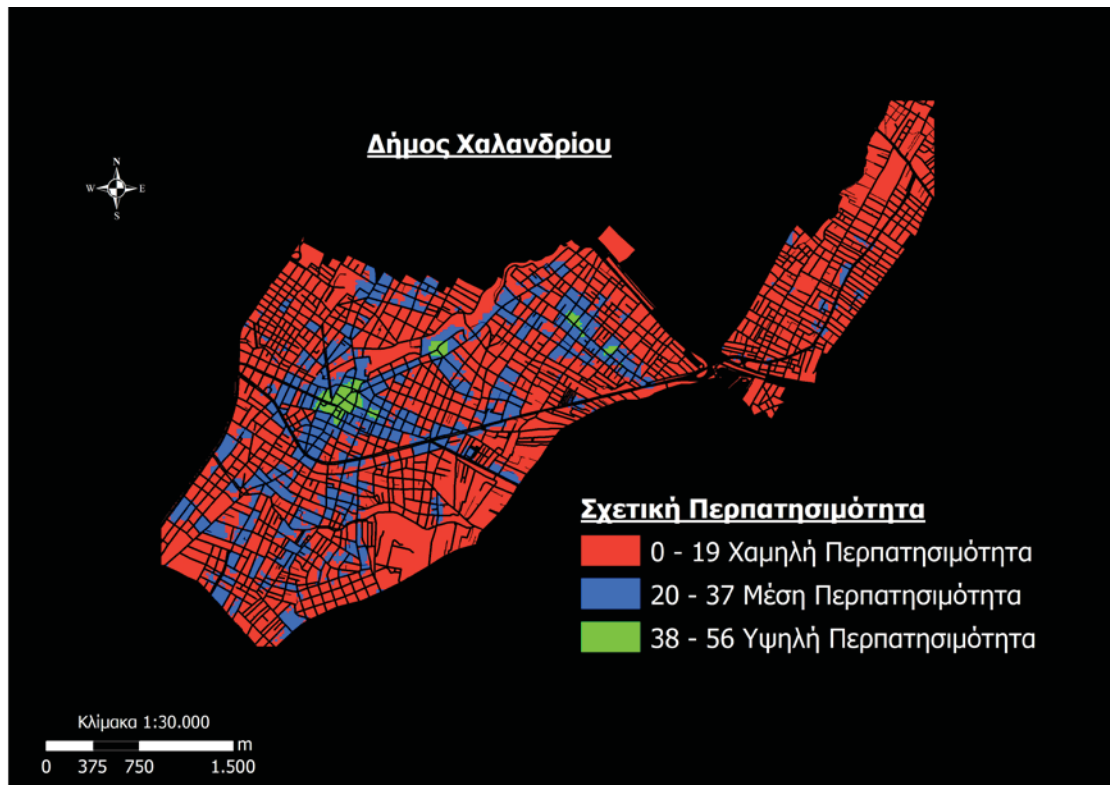 Δήμος Χαλανδρίου
N
W E
S
Σχετική Περπατησιμότητα
0 - 19 Χαμηλή Περπατησιμότητα
20 - 37 Μέση Περπατησιμότητα
38 - 56 Υψηλή Περπατησιμότητα
Κλίμακα 1:30.000
m
0 375 750 1.500